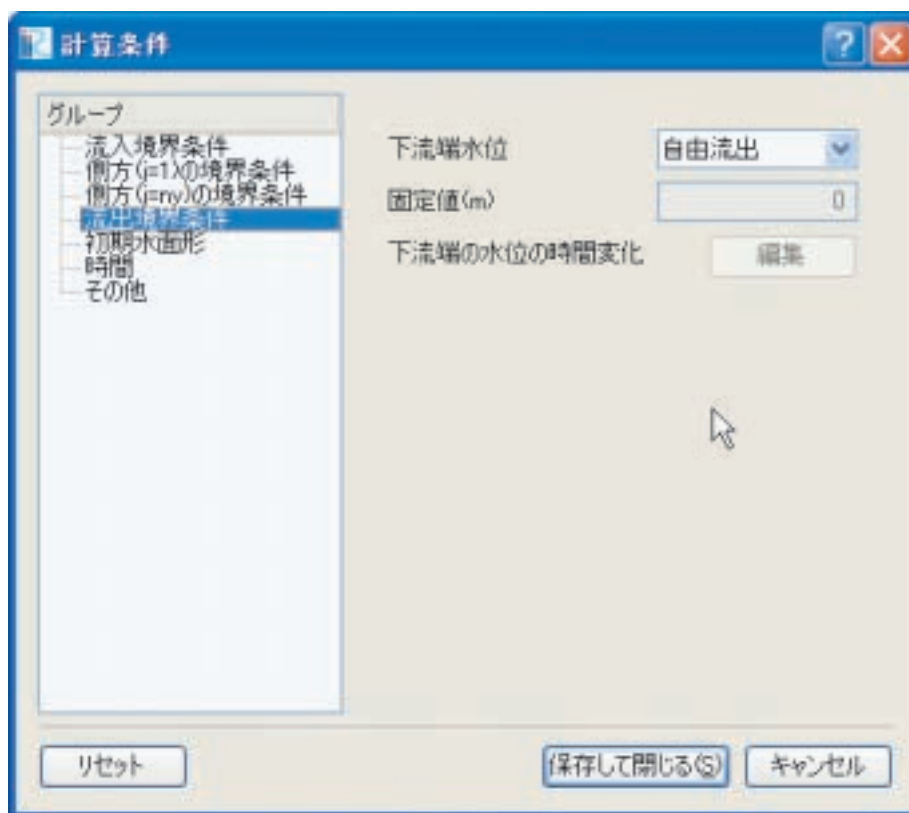 計算条件
グループ
流入境界条件
側方(j=1)の境界条件
側方(j=ny)の境界条件
流出境界条件
初期水面形
時間
その他
下流端水位
自由流出
固定値(m)
0
下流端の水位の時間変化
編集
リセット
保存して閉じる(S)
キャンセル